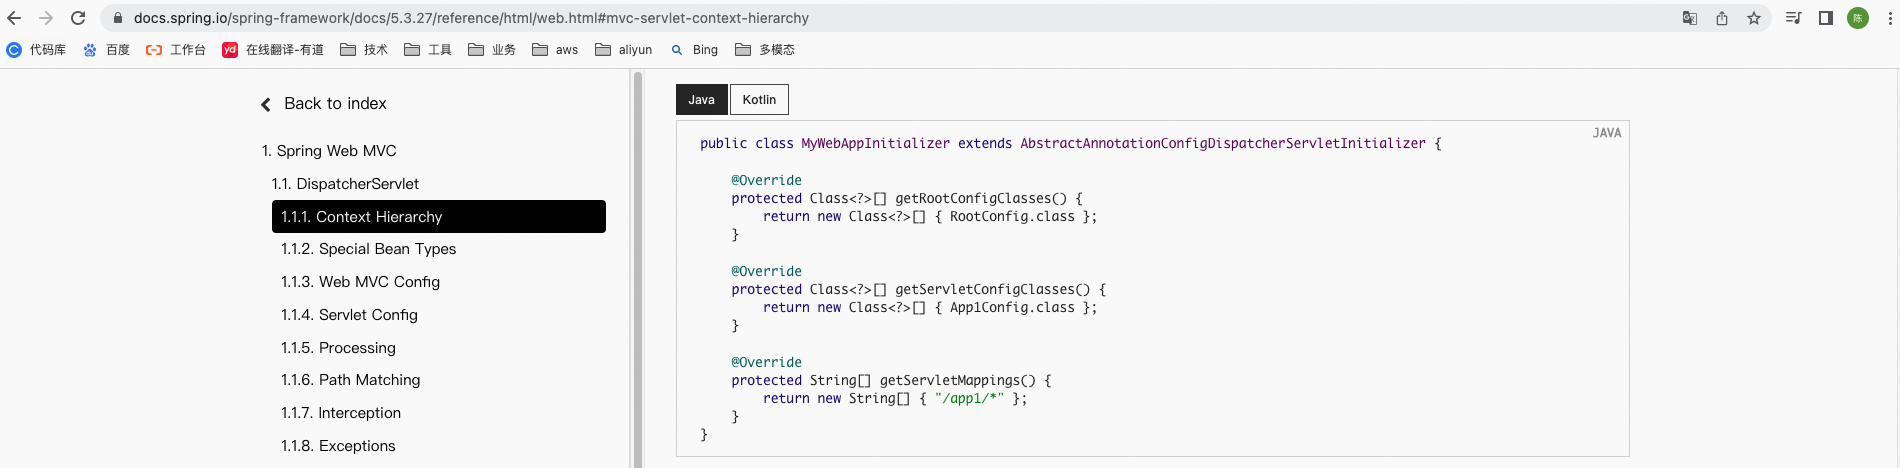 docs.spring.io/spring-framework/docs/5.3.27/reference/html/web.html#mvc-servlet-context-hierarchy
陈
代码库 百度 工作台 yd 在线翻译-有道 技术 工具 业务 aws aliyun Bing 多模态
Back to index
1. Spring Web MVC
1.1. DispatcherServlet
1.1.1. Context Hierarchy
1.1.2. Special Bean Types
1.1.3. Web MVC Config
1.1.4. Servlet Config
1.1.5. Processing
1.1.6. Path Matching
1.1.7. Interception
1.1.8. Exceptions
Java Kotlin
JAVA
public class MyWebAppInitializer extends AbstractAnnotationConfigDispatcherServletInitializer {
@Override
protected Class<?>[] getRootConfigClasses() {
return new Class<?>[] { RootConfig.class };
}
@Override
protected Class<?>[] getServletConfigClasses() {
return new Class<?>[] { App1Config.class };
}
@Override
protected String[] getServletMappings() {
return new String[] { "/app1/*" };
}
}